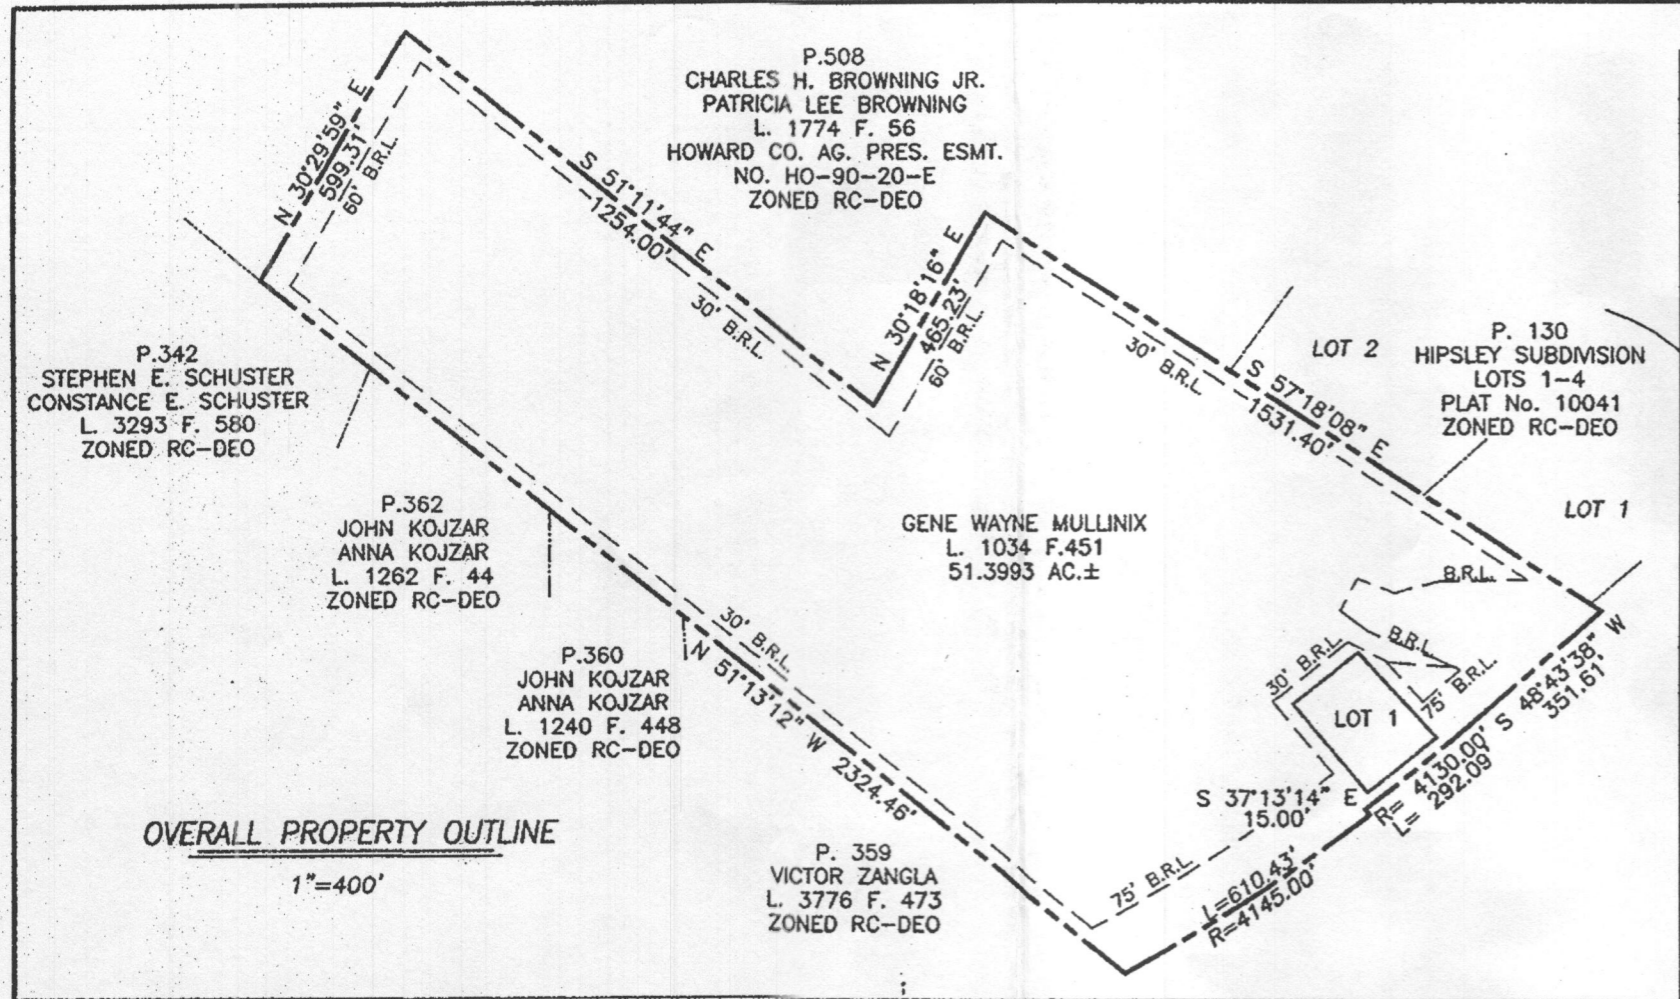 P.508
CHARLES H. BROWNING JR.
PATRICIA LEE BROWNING
L. 1774 F. 56
HOWARD CO. AG. PRES. ESMT.
NO. HO-90-20-E
ZONED RC-DEO
N 30°29'59" E
599.31'
60' B.R.L.
S 51°11'44" E
1254.00'
30' B.R.L.
N 30°18'16" E
465.23'
60' B.R.L.
30' B.R.L.
S 57°18'08" E
1531.40'
LOT 2
P. 130
HIPSLEY SUBDIVISION
LOTS 1-4
PLAT No. 10041
ZONED RC-DEO
LOT 1
P.342
STEPHEN E. SCHUSTER
CONSTANCE E. SCHUSTER
L. 3293 F. 580
ZONED RC-DEO
P.362
JOHN KOJZAR
ANNA KOJZAR
L. 1262 F. 44
ZONED RC-DEO
GENE WAYNE MULLINIX
L. 1034 F.451
51.3993 AC.±
B.R.L.
B.R.L.
75' B.R.L.
30' B.R.L.
LOT 1
S 48°43'38" W
351.61'
R= 4130.00'
L= 292.09'
P.360
JOHN KOJZAR
ANNA KOJZAR
L. 1240 F. 448
ZONED RC-DEO
30' B.R.L.
N 51°13'12" W 2324.46'
S 37°13'14" E
15.00'
75' B.R.L.
L=610.43'
R=4145.00'
P. 359
VICTOR ZANGLA
L. 3776 F. 473
ZONED RC-DEO
OVERALL PROPERTY OUTLINE
1"=400'